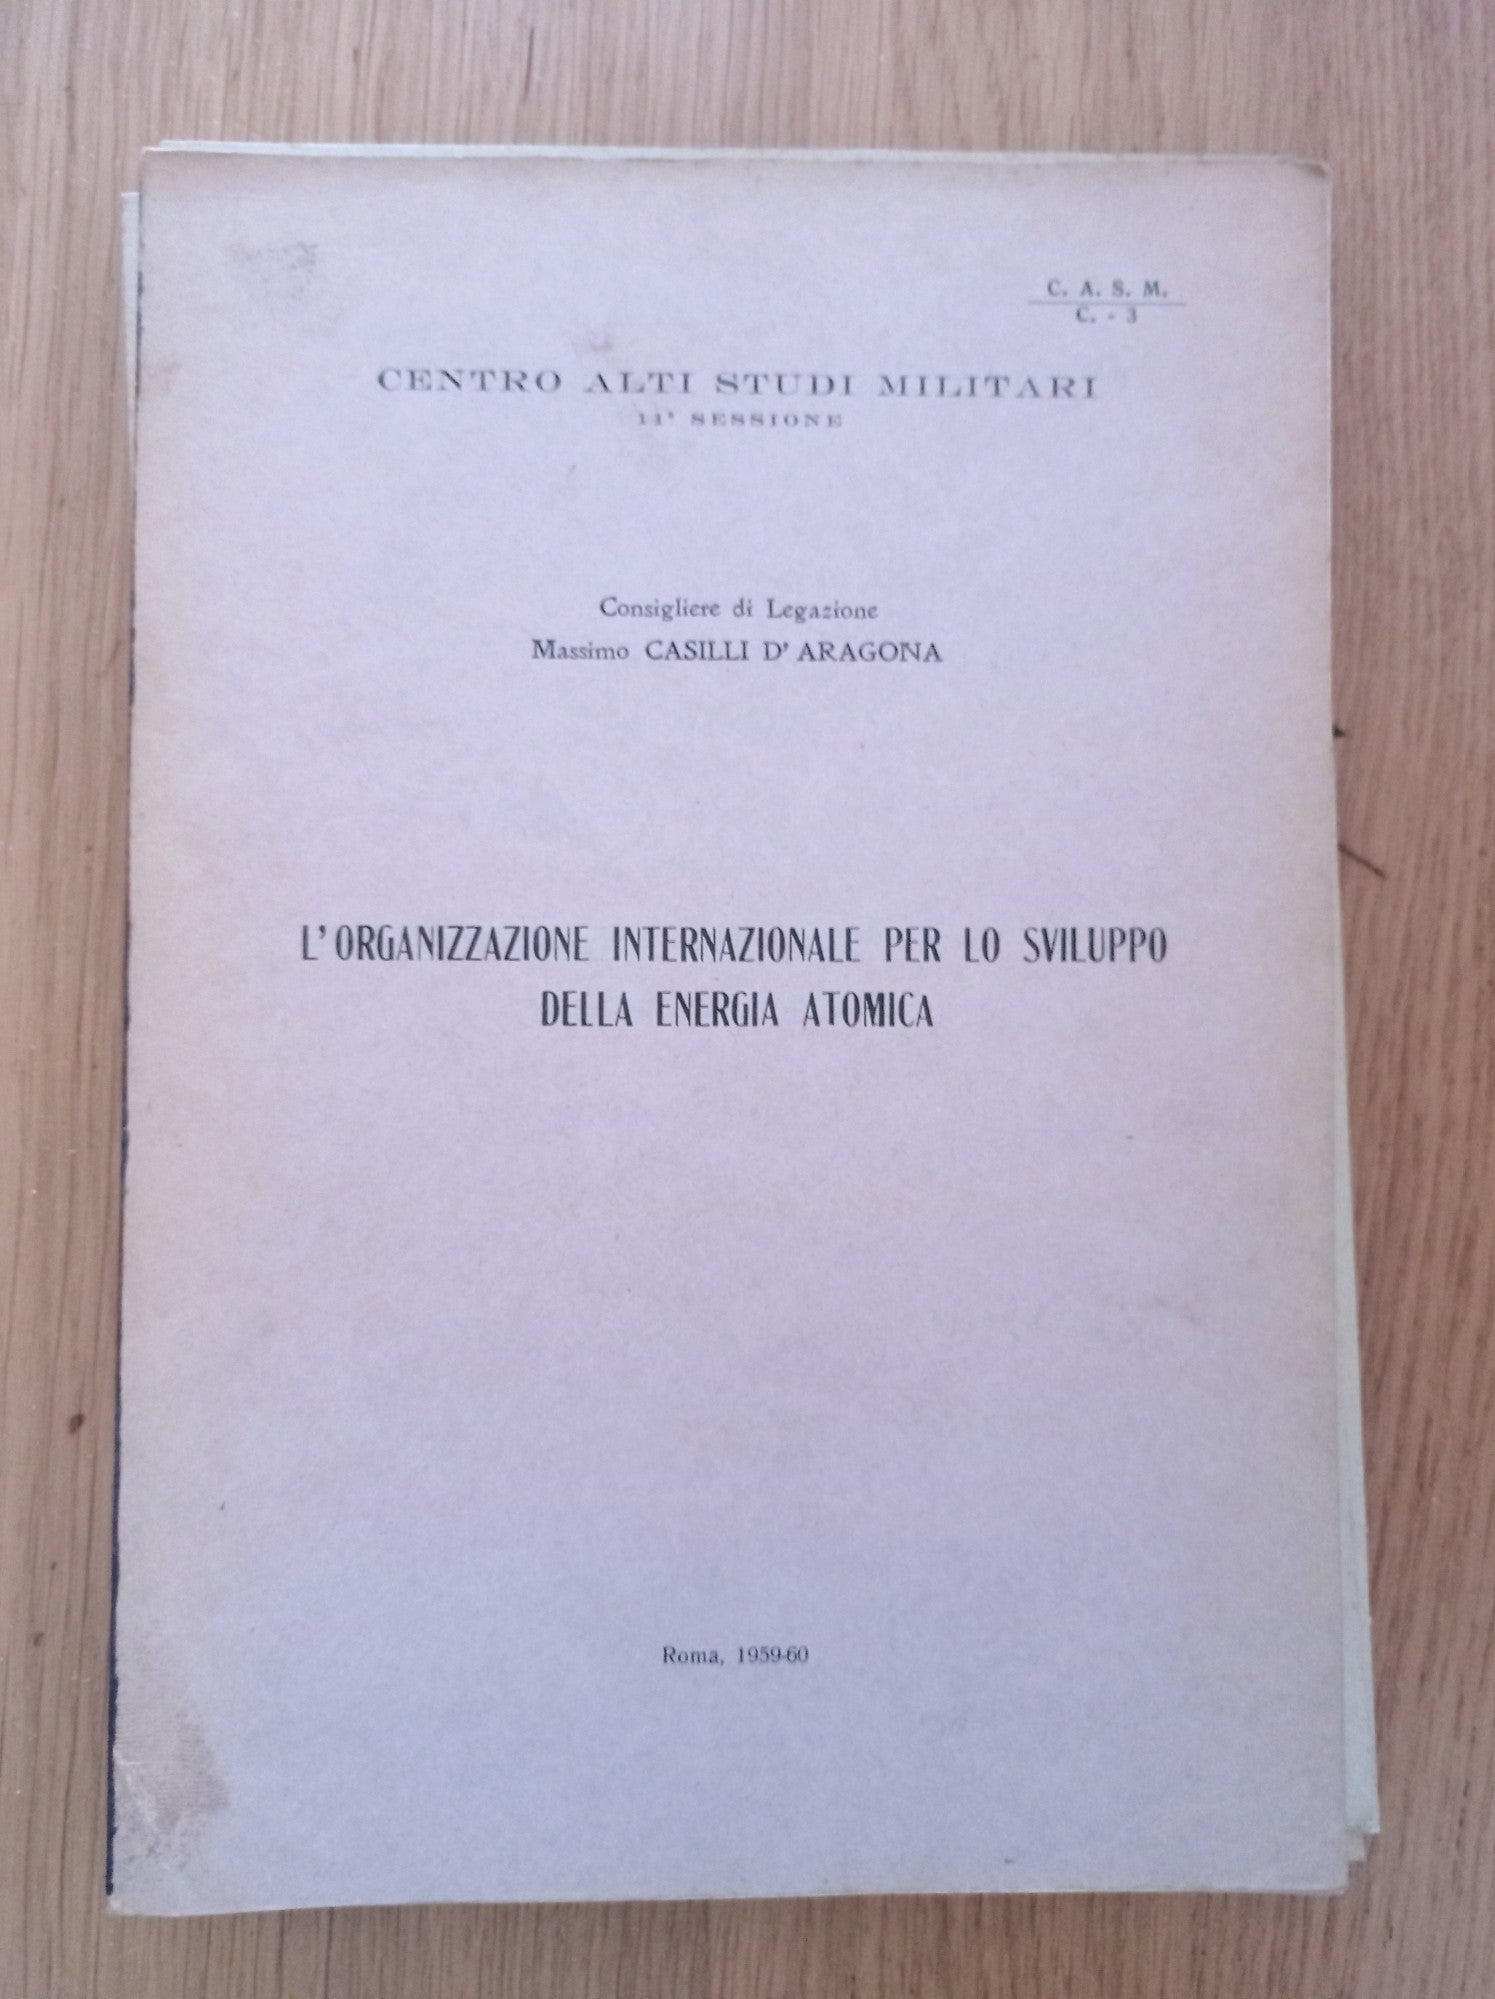 C. A. S. M.
C. - 3
CENTRO ALTI STUDI MILITARI
11ª SESSIONE
Consigliere di Legazione
Massimo CASILLI D'ARAGONA
L'ORGANIZZAZIONE INTERNAZIONALE PER LO SVILUPPO
DELLA ENERGIA ATOMICA
Roma, 1959-60